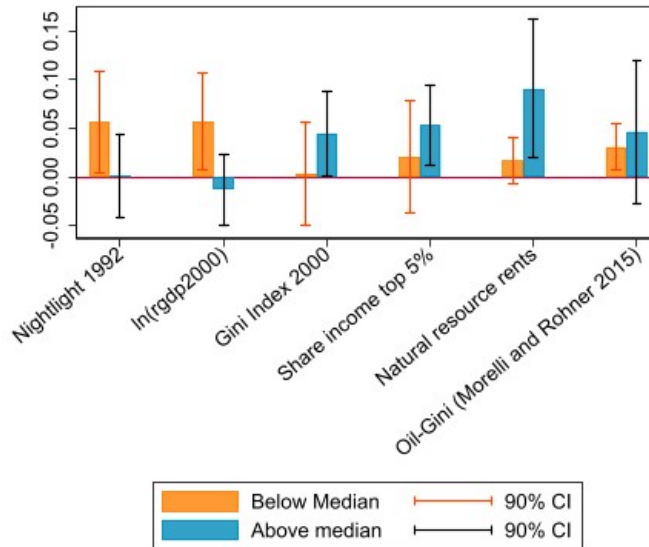 0.15
0.10
0.05
0.00
-0.05
Nightlight 1992
ln(rgdp2000)
Gini Index 2000
Share income top 5%
Natural resource rents
Oil-Gini (Morelli and Rohner 2015)
Below Median 90% CI
Above median 90% CI